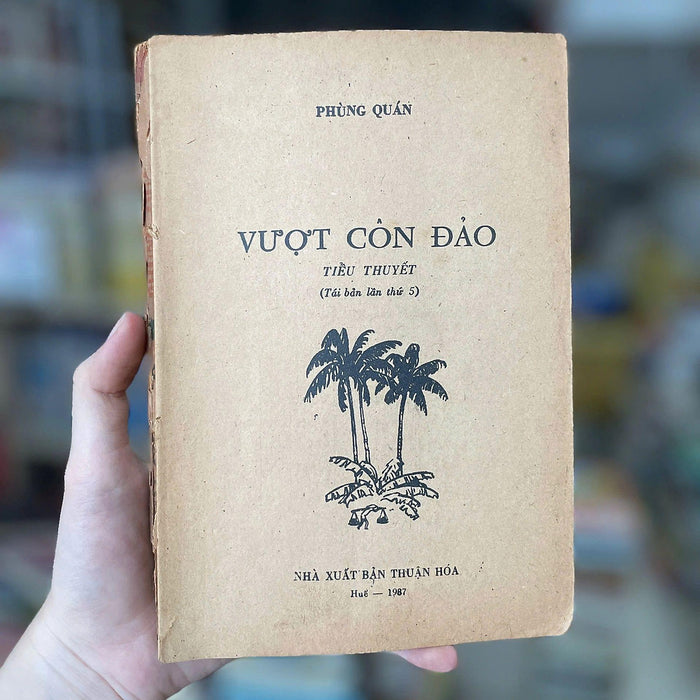 PHÙNG QUÁN
VƯỢT CÔN ĐẢO
TIỂU THUYẾT
(Tái bản lần thứ 5)
NHÀ XUẤT BẢN THUẬN HÓA
Huế — 1987